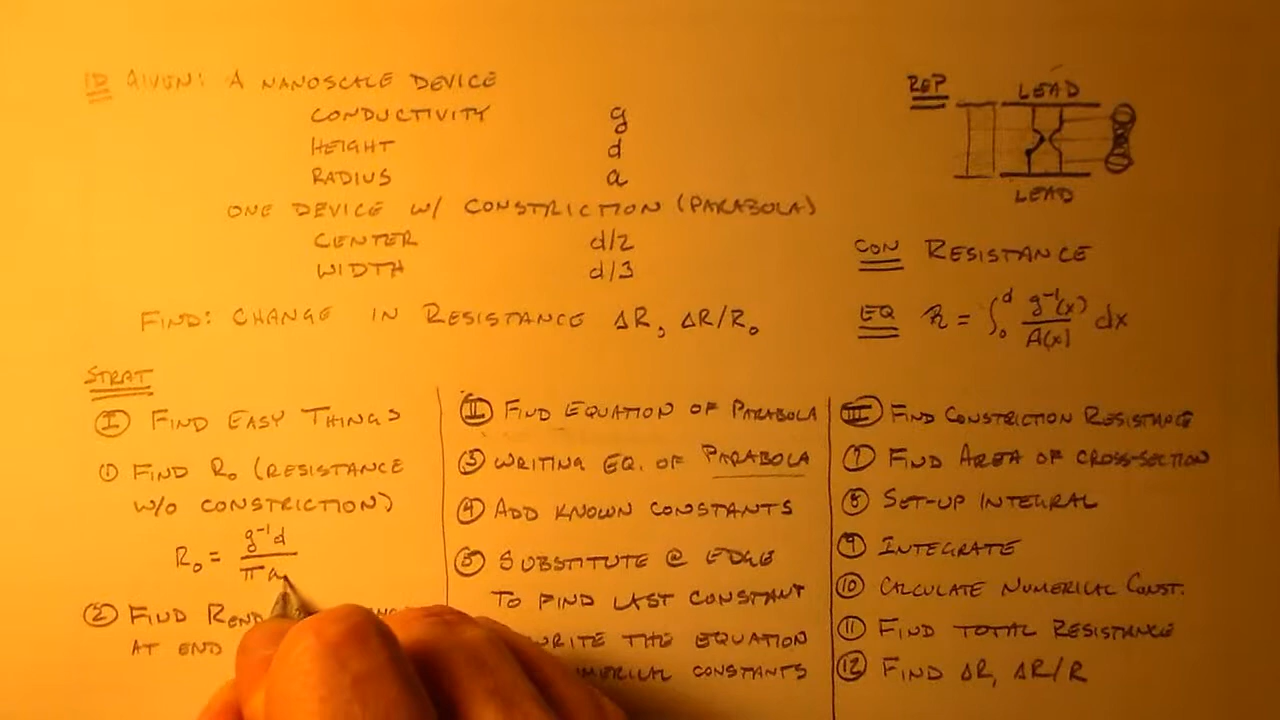 ID GIVEN: A NANOSCALE DEVICE
CONDUCTIVITY g
HEIGHT d
RADIUS a
ONE DEVICE W/ CONSTRICTION (PARABOLA)
CENTER d/2
WIDTH d/3
FIND: CHANGE IN RESISTANCE ΔR, ΔR/R₀
REP LEAD
LEAD
CON RESISTANCE
EQ R = ∫₀ᵈ g⁻¹(x)/A(x) dx
STRAT
Ⅰ FIND EASY THINGS
① FIND R₀ (RESISTANCE
W/O CONSTRICTION)
R₀ = g⁻¹d/πa
② FIND REND
AT END
Ⅱ FIND EQUATION OF PARABOLA
③ WRITING EQ. OF PARABOLA
④ ADD KNOWN CONSTANTS
⑤ SUBSTITUTE @ EDGE
TO FIND LAST CONSTANT
THE EQUATION
CONSTANTS
Ⅲ FIND CONSTRICTION RESISTANCE
⑦ FIND AREA OF CROSS-SECTION
⑧ SET-UP INTEGRAL
⑨ INTEGRATE
⑩ CALCULATE NUMERICAL CONST.
⑪ FIND TOTAL RESISTANCE
⑫ FIND ΔR, ΔR/R